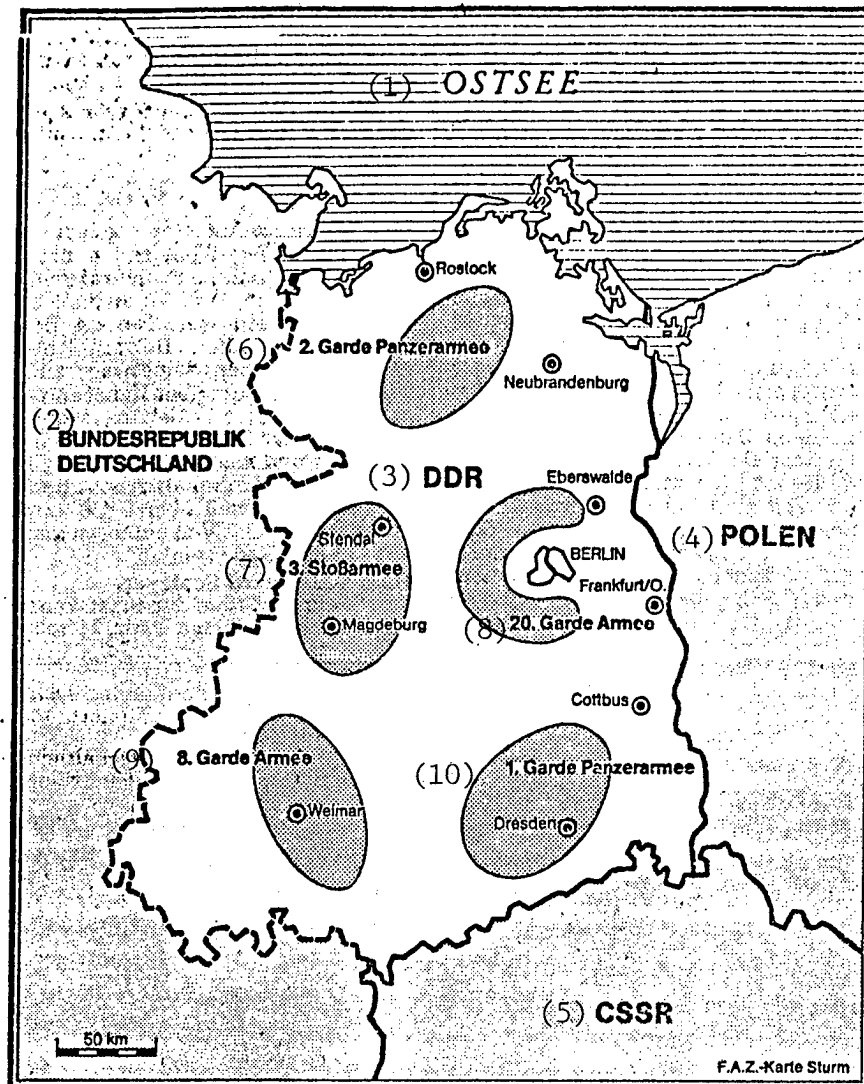 (1) OSTSEE
Rostock
(6) 2. Garde Panzerarmee
Neubrandenburg
(2) BUNDESREPUBLIK
DEUTSCHLAND
(3) DDR
Eberswalde
Stendal
(4) POLEN
BERLIN
(7) 3. Stoßarmee
Frankfurt/O.
Magdeburg
(8) 20. Garde Armee
Cottbus
(9) 8. Garde Armee
(10) 1. Garde Panzerarmee
Weimar
Dresden
(5) CSSR
50 km
F.A.Z.-Karte Sturm